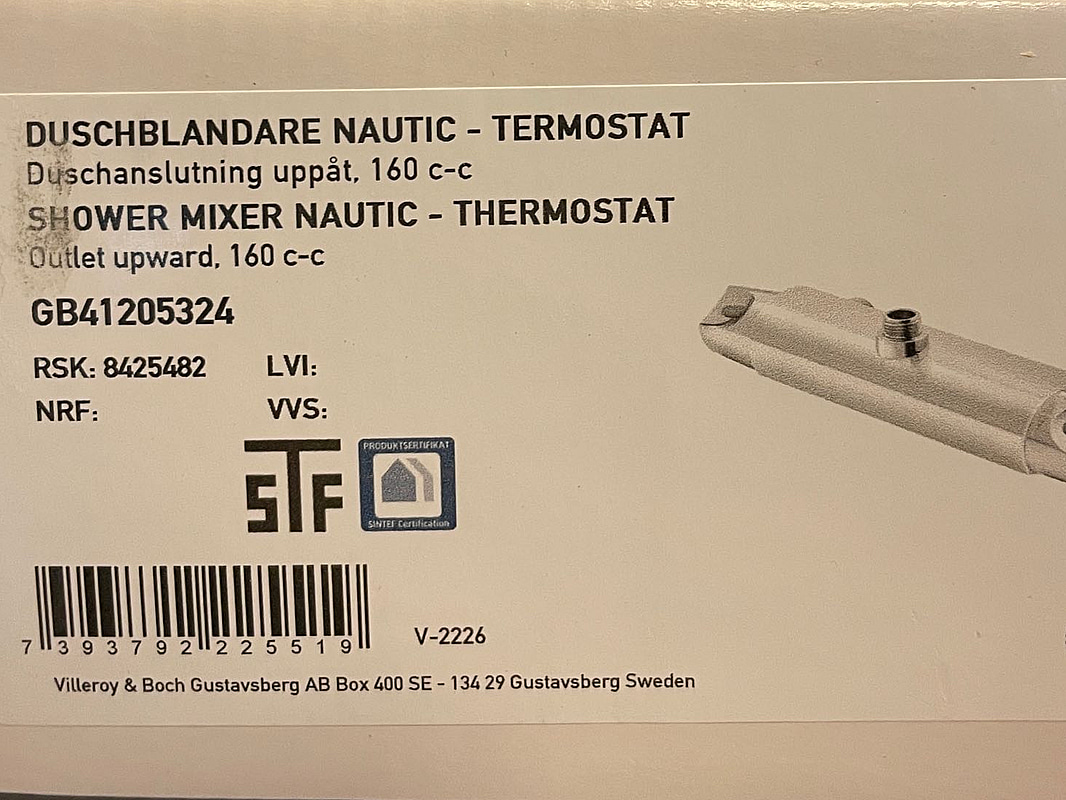 DUSCHBLANDARE NAUTIC - TERMOSTAT
Duschanslutning uppåt, 160 c-c
SHOWER MIXER NAUTIC - THERMOSTAT
Outlet upward, 160 c-c
GB41205324
RSK: 8425482 LVI:
NRF: VVS:
STF
PRODUKTSERTIFIKAT
SINTEF Certification
7 393792 225519
V-2226
Villeroy & Boch Gustavsberg AB Box 400 SE - 134 29 Gustavsberg Sweden